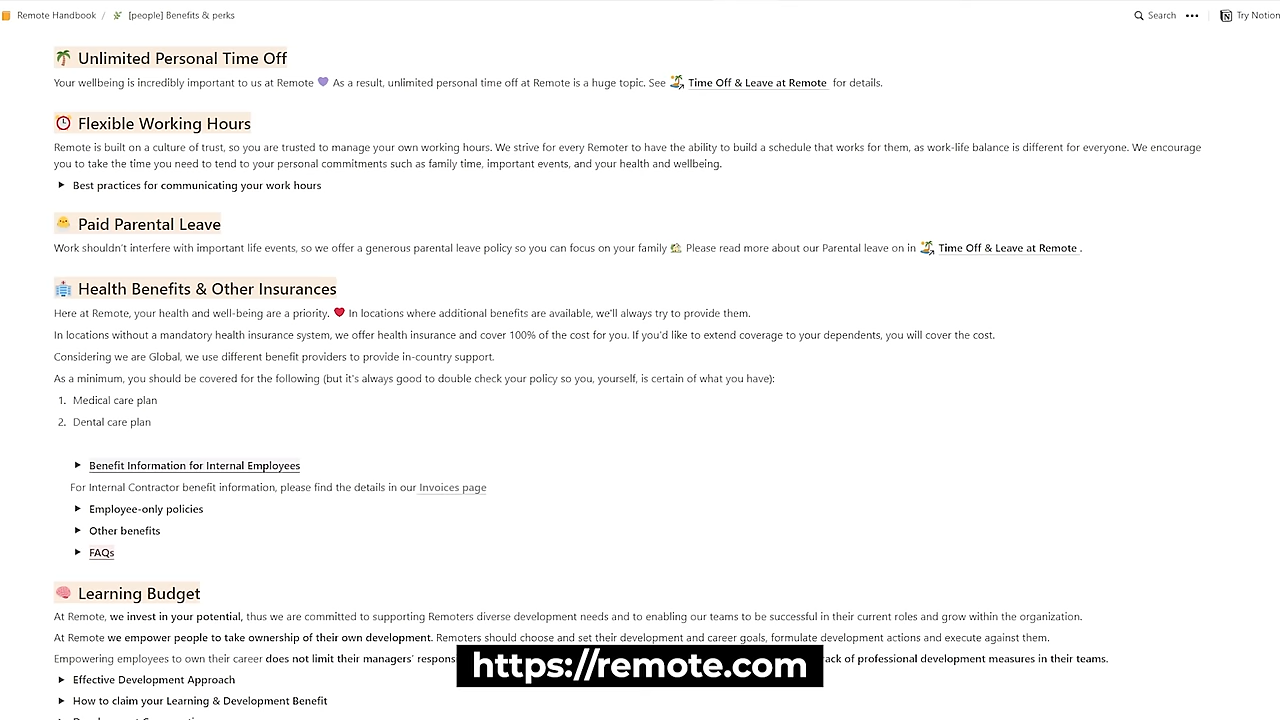 Remote Handbook / [people] Benefits & perks
Search ••• Try Notion
Unlimited Personal Time Off
Your wellbeing is incredibly important to us at Remote 💜 As a result, unlimited personal time off at Remote is a huge topic. See Time Off & Leave at Remote for details.
Flexible Working Hours
Remote is built on a culture of trust, so you are trusted to manage your own working hours. We strive for every Remoter to have the ability to build a schedule that works for them, as work-life balance is different for everyone. We encourage
you to take the time you need to tend to your personal commitments such as family time, important events, and your health and wellbeing.
Best practices for communicating your work hours
Paid Parental Leave
Work shouldn't interfere with important life events, so we offer a generous parental leave policy so you can focus on your family 🏡 Please read more about our Parental leave on in Time Off & Leave at Remote .
Health Benefits & Other Insurances
Here at Remote, your health and well-being are a priority. ❤️ In locations where additional benefits are available, we'll always try to provide them.
In locations without a mandatory health insurance system, we offer health insurance and cover 100% of the cost for you. If you'd like to extend coverage to your dependents, you will cover the cost.
Considering we are Global, we use different benefit providers to provide in-country support.
As a minimum, you should be covered for the following (but it's always good to double check your policy so you, yourself, is certain of what you have):
1. Medical care plan
2. Dental care plan
Benefit Information for Internal Employees
For Internal Contractor benefit information, please find the details in our Invoices page
Employee-only policies
Other benefits
FAQs
Learning Budget
At Remote, we invest in your potential, thus we are committed to supporting Remoters diverse development needs and to enabling our teams to be successful in their current roles and grow within the organization.
At Remote we empower people to take ownership of their own development. Remoters should choose and set their development and career goals, formulate development actions and execute against them.
Empowering employees to own their career does not limit their managers' respons rack of professional development measures in their teams.
https://remote.com
Effective Development Approach
How to claim your Learning & Development Benefit